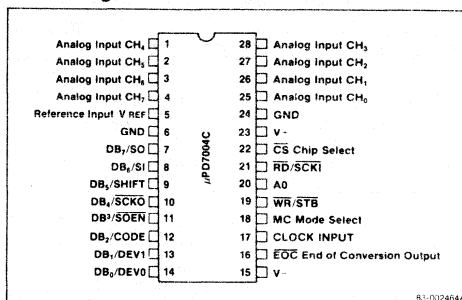 Analog Input CH₄ 1 28 Analog Input CH₃
Analog Input CH₅ 2 27 Analog Input CH₂
Analog Input CH₆ 3 26 Analog Input CH₁
Analog Input CH₇ 4 25 Analog Input CH₀
Reference Input V REF 5 24 GND
GND 6 23 V-
DB₇/SO 7 22 CS Chip Select
DB₆/SI 8 21 RD/SCKI
DB₅/SHIFT 9 20 A0
DB₄/SCKO 10 19 WR/STB
DB³/SOEN 11 18 MC Mode Select
DB₂/CODE 12 17 CLOCK INPUT
DB₁/DEV1 13 16 EOC End of Conversion Output
DB₀/DEV0 14 15 V-
μPD7004C
83-002464A